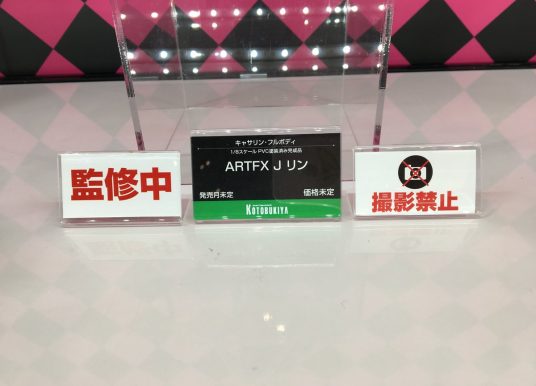 監修中
キャサリン・フルボディ
1/8スケール PVC塗装済み完成品
ARTFX J リン
発売月未定
価格未定
KOTOBUKIYA
撮影禁止